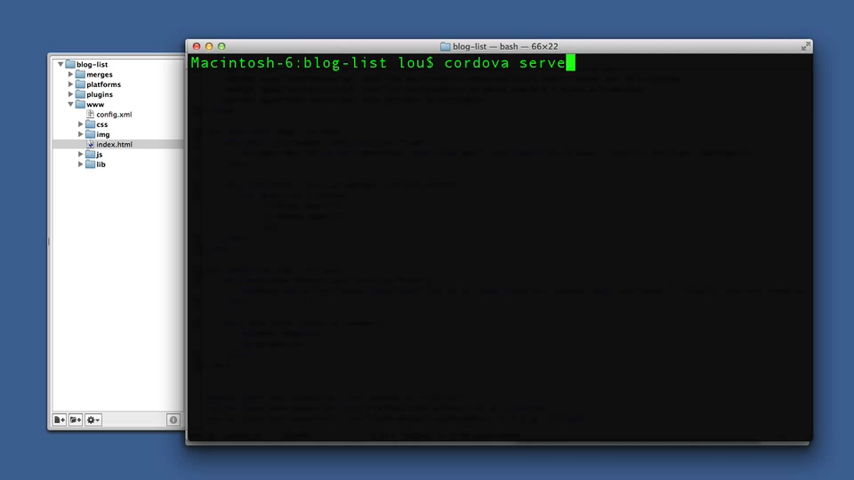 blog-list
merges
platforms
plugins
www
config.xml
css
img
index.html
js
lib
blog-list — bash — 66×22
Macintosh-6:blog-list lou$ cordova serve